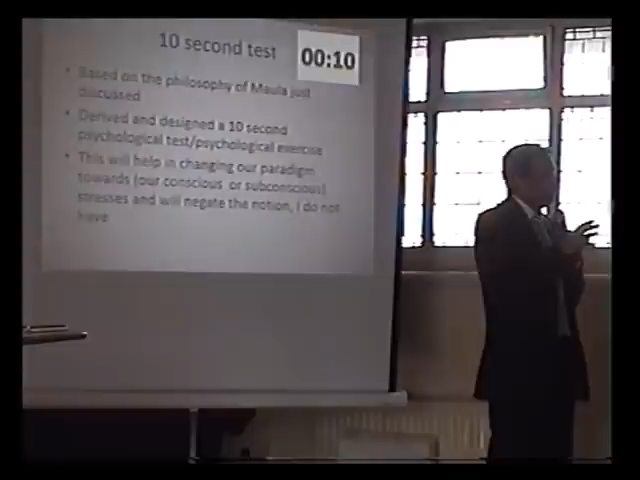 10 second test
00:10
• Based on the philosophy of Maula just
discussed
• Derived and designed a 10 second
psychological test/psychological exercise
• This will help in changing our paradigm
towards (our conscious or subconscious)
stresses and will negate the notion, I do not
have